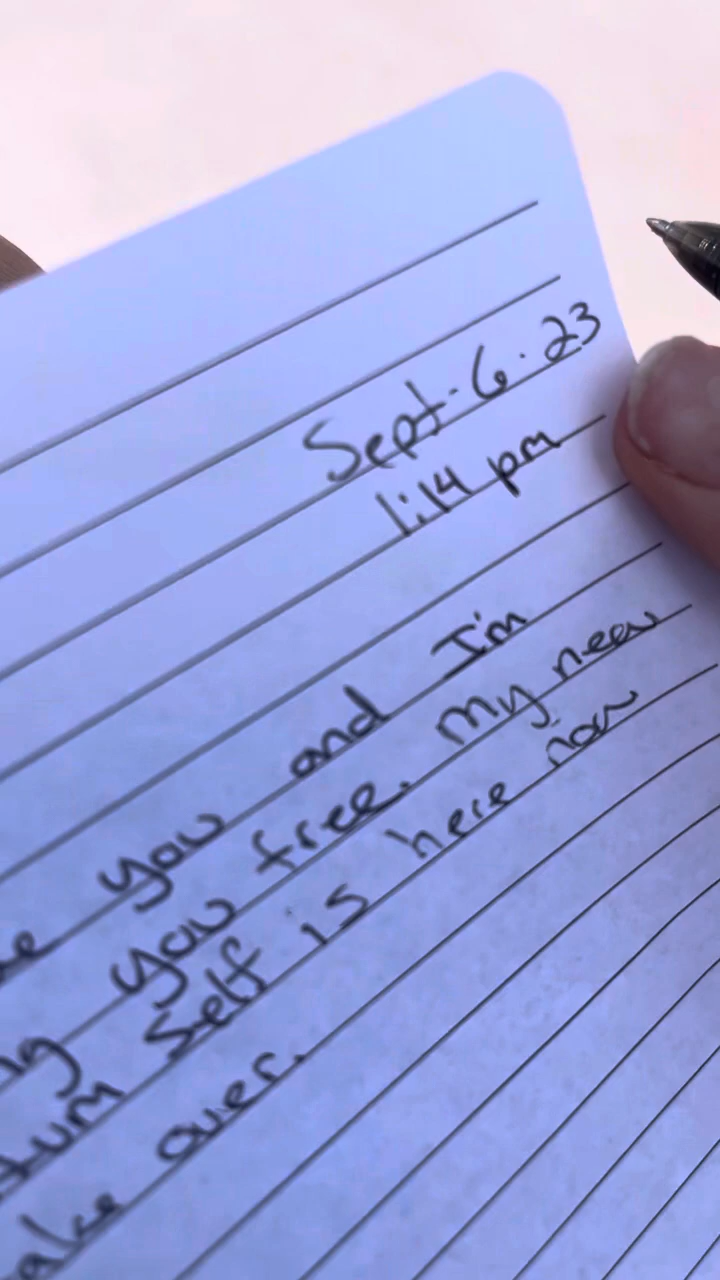 Sept. 6. 23
1:14 pm
you and I'm
you free. My new
self is here now
over.